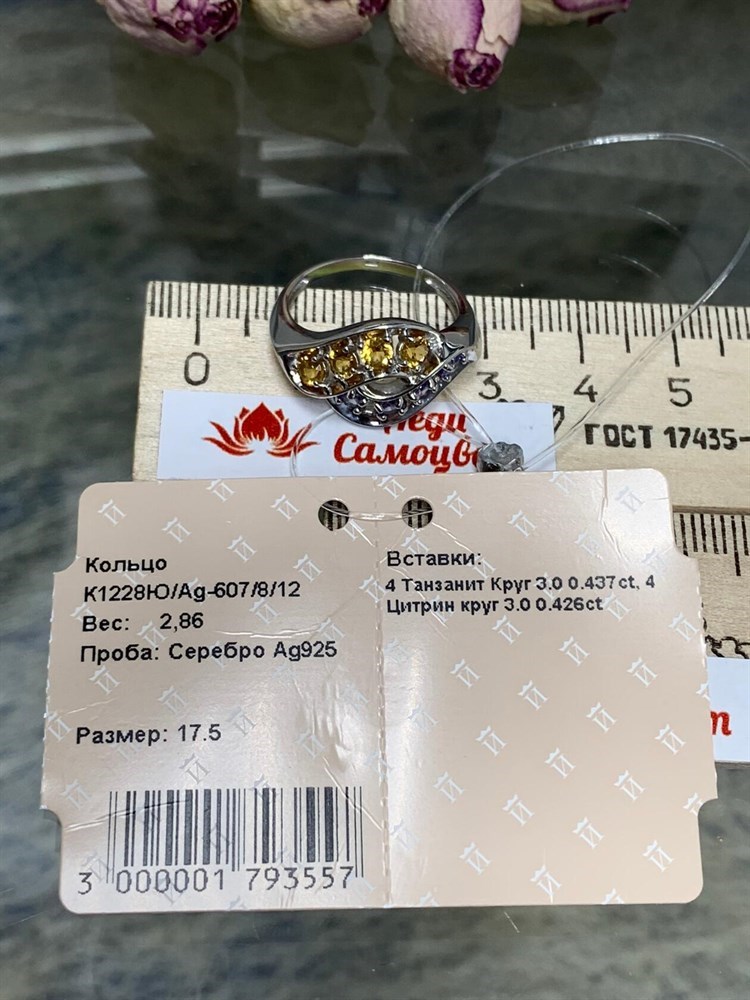 0 3 4 5
ГОСТ 17435-
Леди
Самоцве
Кольцо
К1228Ю/Ag-607/8/12
Вес: 2,86
Проба: Серебро Ag925
Размер: 17.5
3 000001 793557
Вставки:
4 Танзанит Круг 3.0 0.437ct, 4
Цитрин круг 3.0 0.426ct